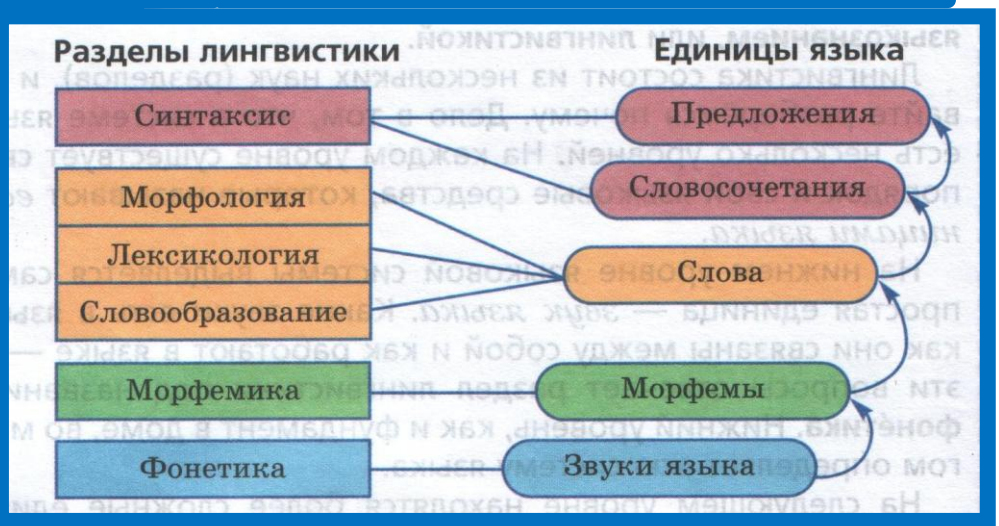 Разделы лингвистики
Единицы языка
Синтаксис
Морфология
Лексикология
Словообразование
Морфемика
Фонетика
Предложения
Словосочетания
Слова
Морфемы
Звуки языка